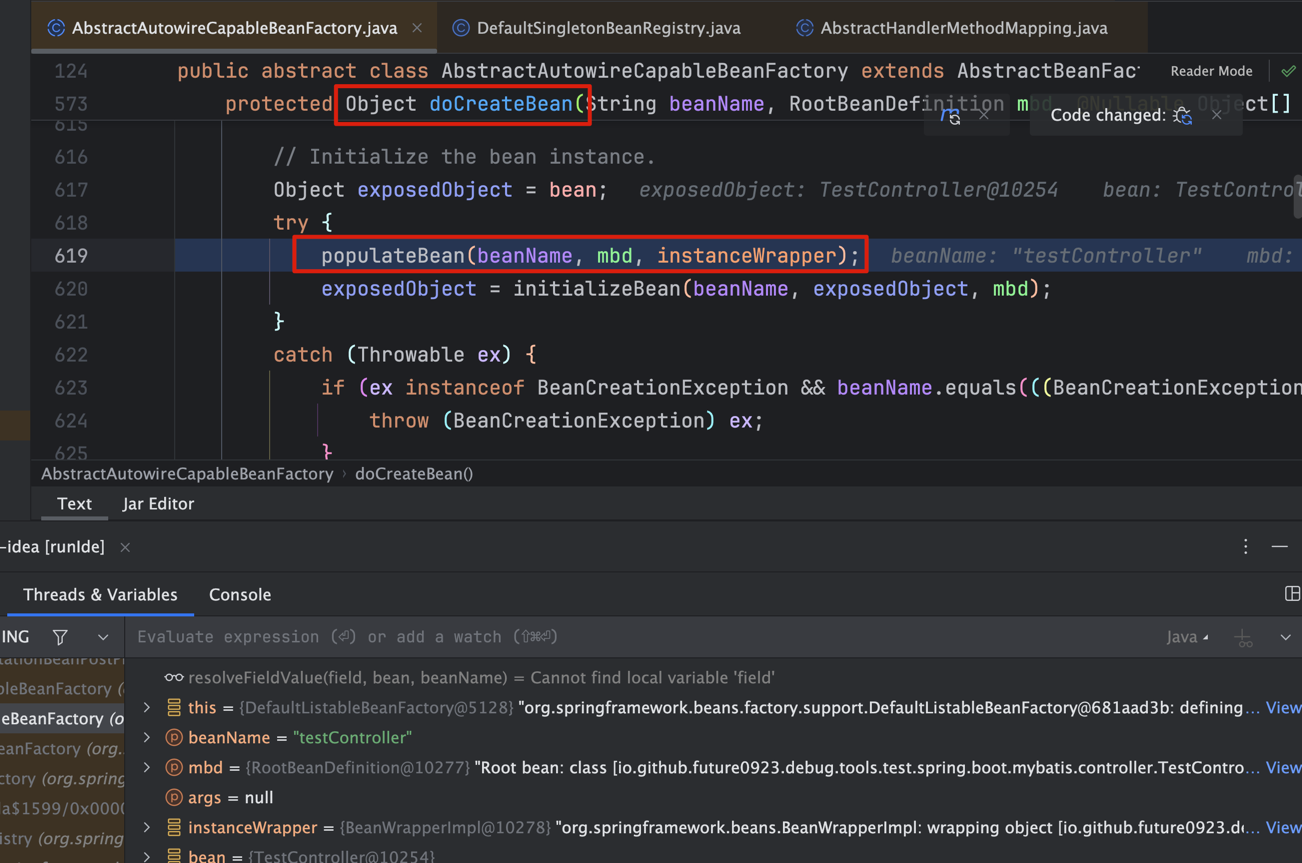 AbstractAutowireCapableBeanFactory.java DefaultSingletonBeanRegistry.java AbstractHandlerMethodMapping.java
124 public abstract class AbstractAutowireCapableBeanFactory extends AbstractBeanFac Reader Mode
573 protected Object doCreateBean(String beanName, RootBeanDefinition mbd, @Nullable Object[]
Code changed:
615
616 // Initialize the bean instance.
617 Object exposedObject = bean; exposedObject: TestController@10254 bean: TestControl
618 try {
619 populateBean(beanName, mbd, instanceWrapper); beanName: "testController" mbd:
620 exposedObject = initializeBean(beanName, exposedObject, mbd);
621 }
622 catch (Throwable ex) {
623 if (ex instanceof BeanCreationException && beanName.equals(((BeanCreationException
624 throw (BeanCreationException) ex;
625 }
AbstractAutowireCapableBeanFactory › doCreateBean()
Text Jar Editor
-idea [runIde]
Threads & Variables Console
ING Evaluate expression (⏎) or add a watch (⇧⌘⏎) Java
resolveFieldValue(field, bean, beanName) = Cannot find local variable 'field'
bleBeanFactory (
this = {DefaultListableBeanFactory@5128} "org.springframework.beans.factory.support.DefaultListableBeanFactory@681aad3b: defining... View
eBeanFactory (o
beanName = "testController"
eanFactory (org.
mbd = {RootBeanDefinition@10277} "Root bean: class [io.github.future0923.debug.tools.test.spring.boot.mybatis.controller.TestContro... View
ctory (org.spring
args = null
a$1599/0x0000
instanceWrapper = {BeanWrapperImpl@10278} "org.springframework.beans.BeanWrapperImpl: wrapping object [io.github.future0923.de... View
istry (org.spring
bean = {TestController@10254}